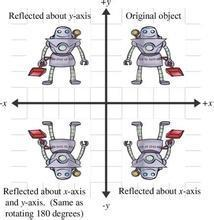 +y
Reflected about y-axis
Original object
-x
+x
Reflected about x-axis
and y-axis. (Same as
rotating 180 degrees)
-y
Reflected about x-axis